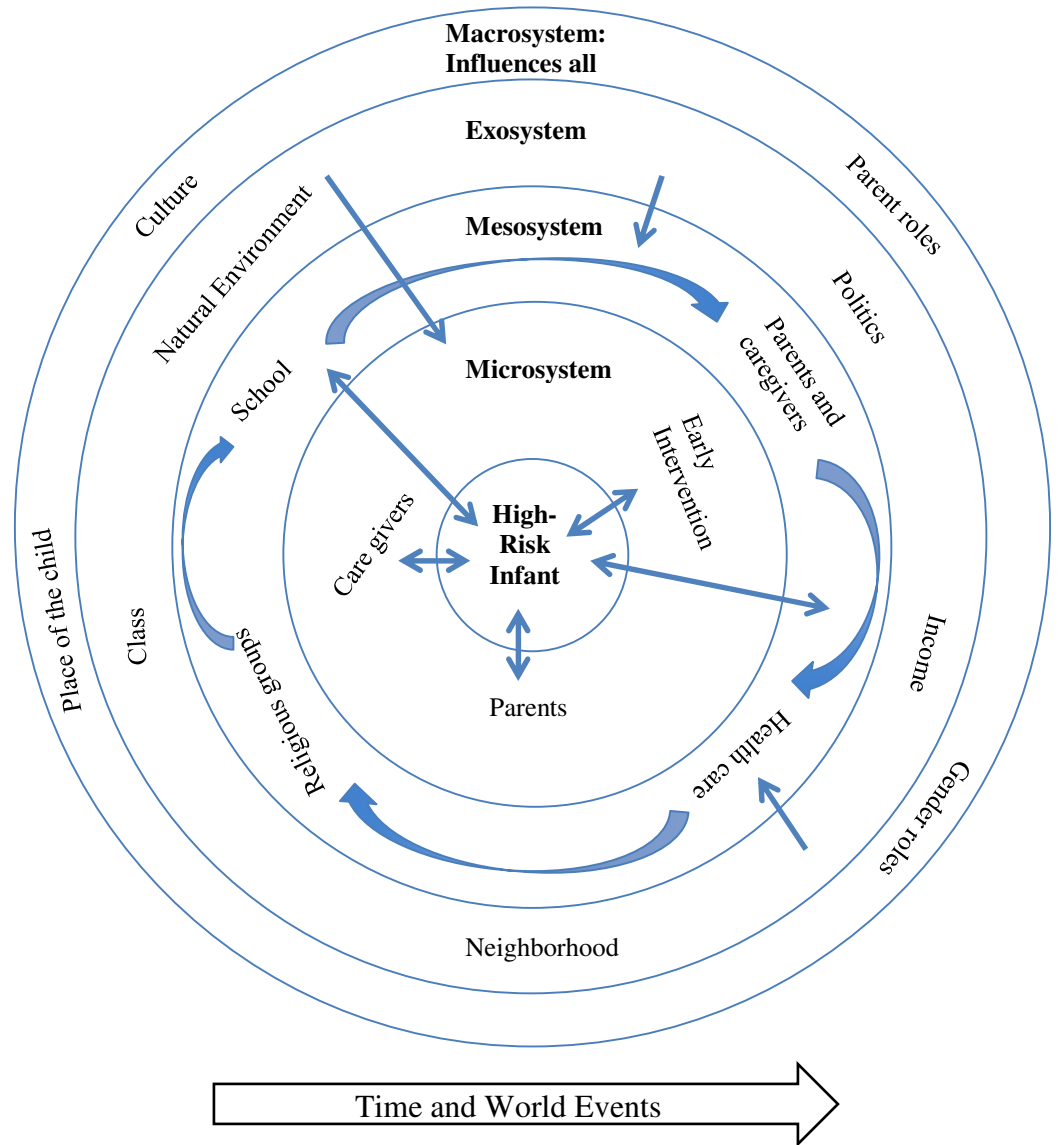 Macrosystem:
Influences all
Exosystem
Culture
Parent roles
Natural Environment
Mesosystem
Politics
School
Microsystem
Parents and
caregivers
Early
Intervention
Care givers
High-
Risk
Infant
Place of the child
Class
Religious groups
Parents
Health care
Income
Gender roles
Neighborhood
Time and World Events